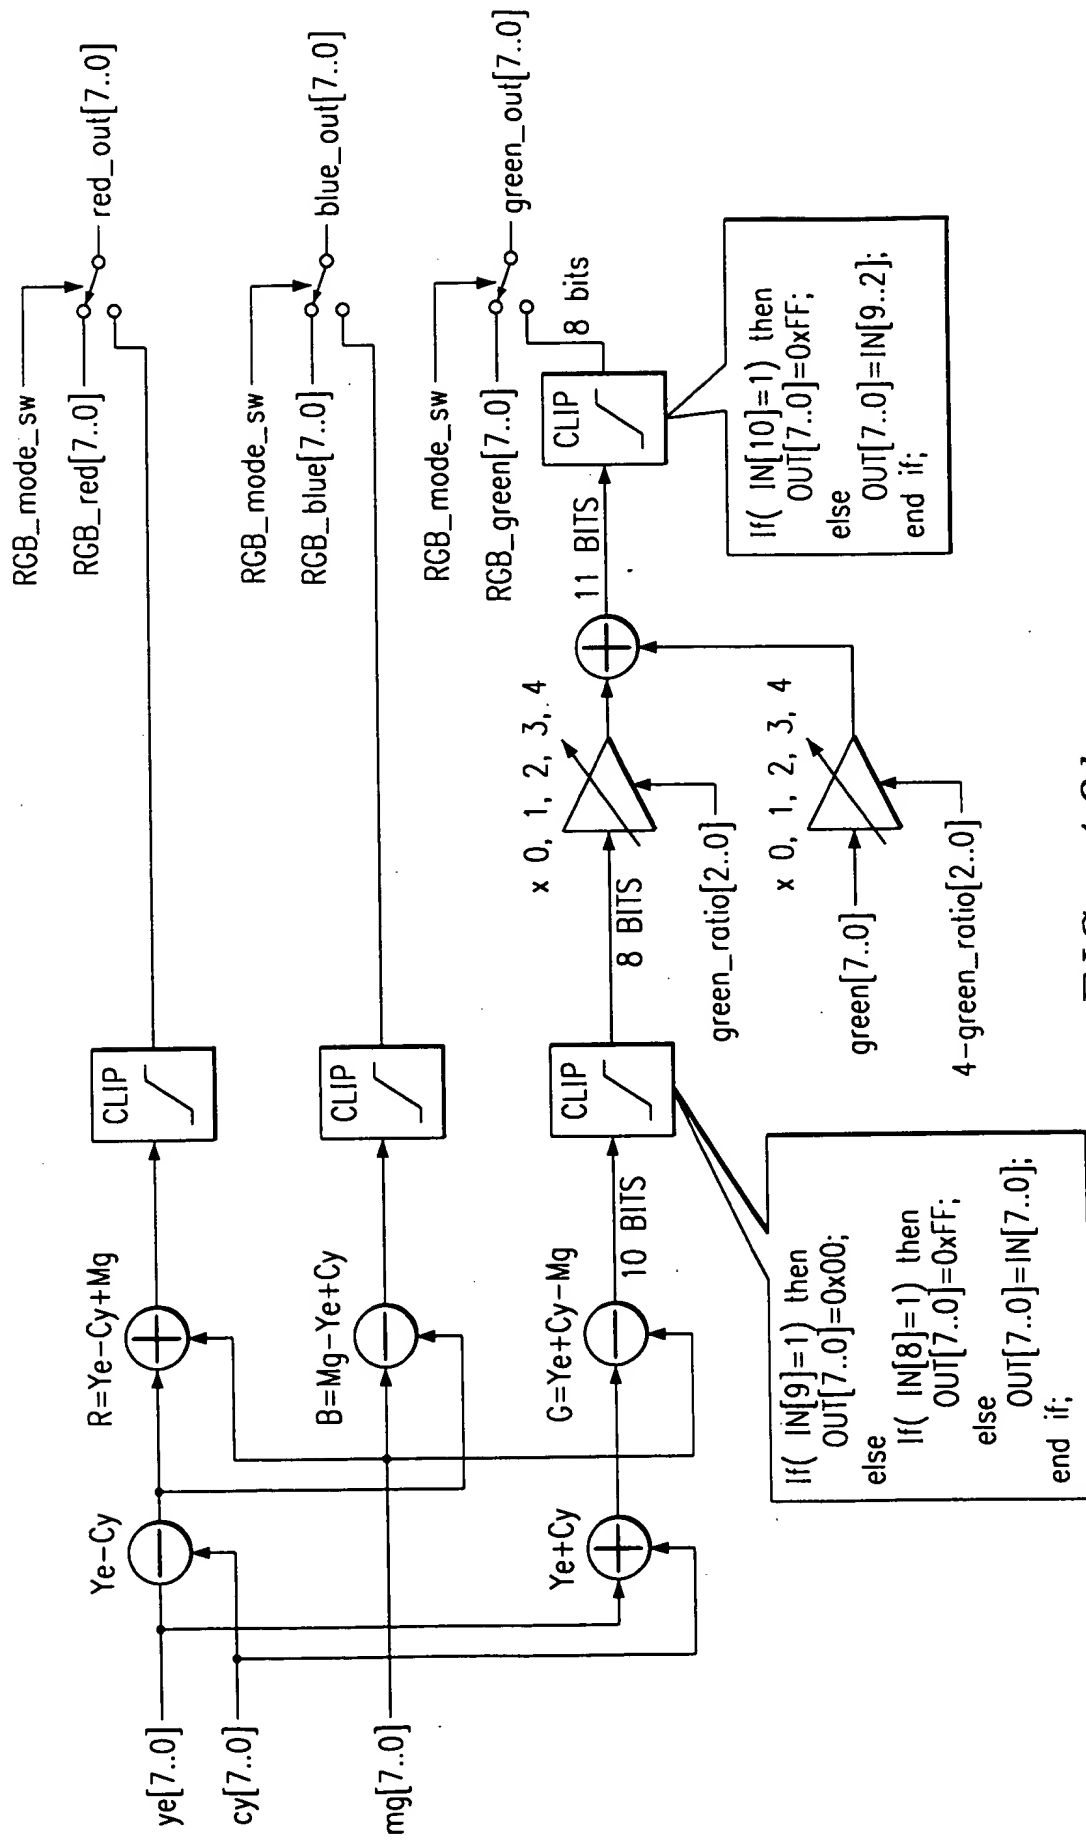 RGB_mode_sw
RGB_red[7..0]
red_out[7..0]
CLIP
R=Ye-Cy+Mg
Ye-Cy
ye[7..0]
cy[7..0]
RGB_mode_sw
RGB_blue[7..0]
blue_out[7..0]
CLIP
B=Mg-Ye+Cy
mg[7..0]
RGB_mode_sw
RGB_green[7..0]
green_out[7..0]
8 bits
Ye+Cy
G=Ye+Cy-Mg
10 BITS
CLIP
8 BITS
x 0, 1, 2, 3, 4
green_ratio[2..0]
11 BITS
CLIP
x 0, 1, 2, 3, 4
green[7..0]
4-green_ratio[2..0]
If( IN[9]=1) then
OUT[7..0]=0x00;
else
If( IN[8]=1) then
OUT[7..0]=0xFF;
else
OUT[7..0]=IN[7..0];
end if;
If( IN[10]=1) then
OUT[7..0]=0xFF;
else
OUT[7..0]=IN[9..2];
end if;